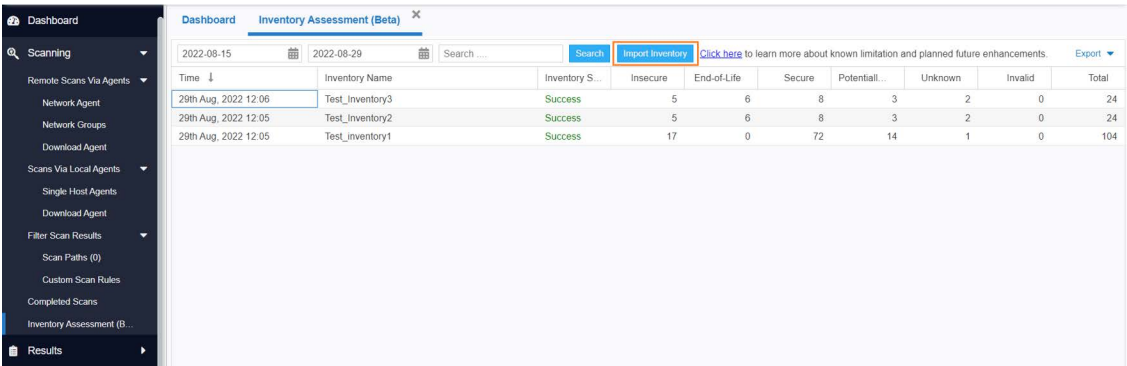 Dashboard
Scanning
Remote Scans Via Agents
Network Agent
Network Groups
Download Agent
Scans Via Local Agents
Single Host Agents
Download Agent
Filter Scan Results
Scan Paths (0)
Custom Scan Rules
Completed Scans
Inventory Assessment (B...
Results
Dashboard Inventory Assessment (Beta)
2022-08-15 2022-08-29 Search .... Search Import Inventory Click here to learn more about known limitation and planned future enhancements. Export
Time ↓ Inventory Name Inventory S... Insecure End-of-Life Secure Potentiall... Unknown Invalid Total
29th Aug, 2022 12:06 Test_Inventory3 Success 5 6 8 3 2 0 24
29th Aug, 2022 12:05 Test_Inventory2 Success 5 6 8 3 2 0 24
29th Aug, 2022 12:05 Test_inventory1 Success 17 0 72 14 1 0 104